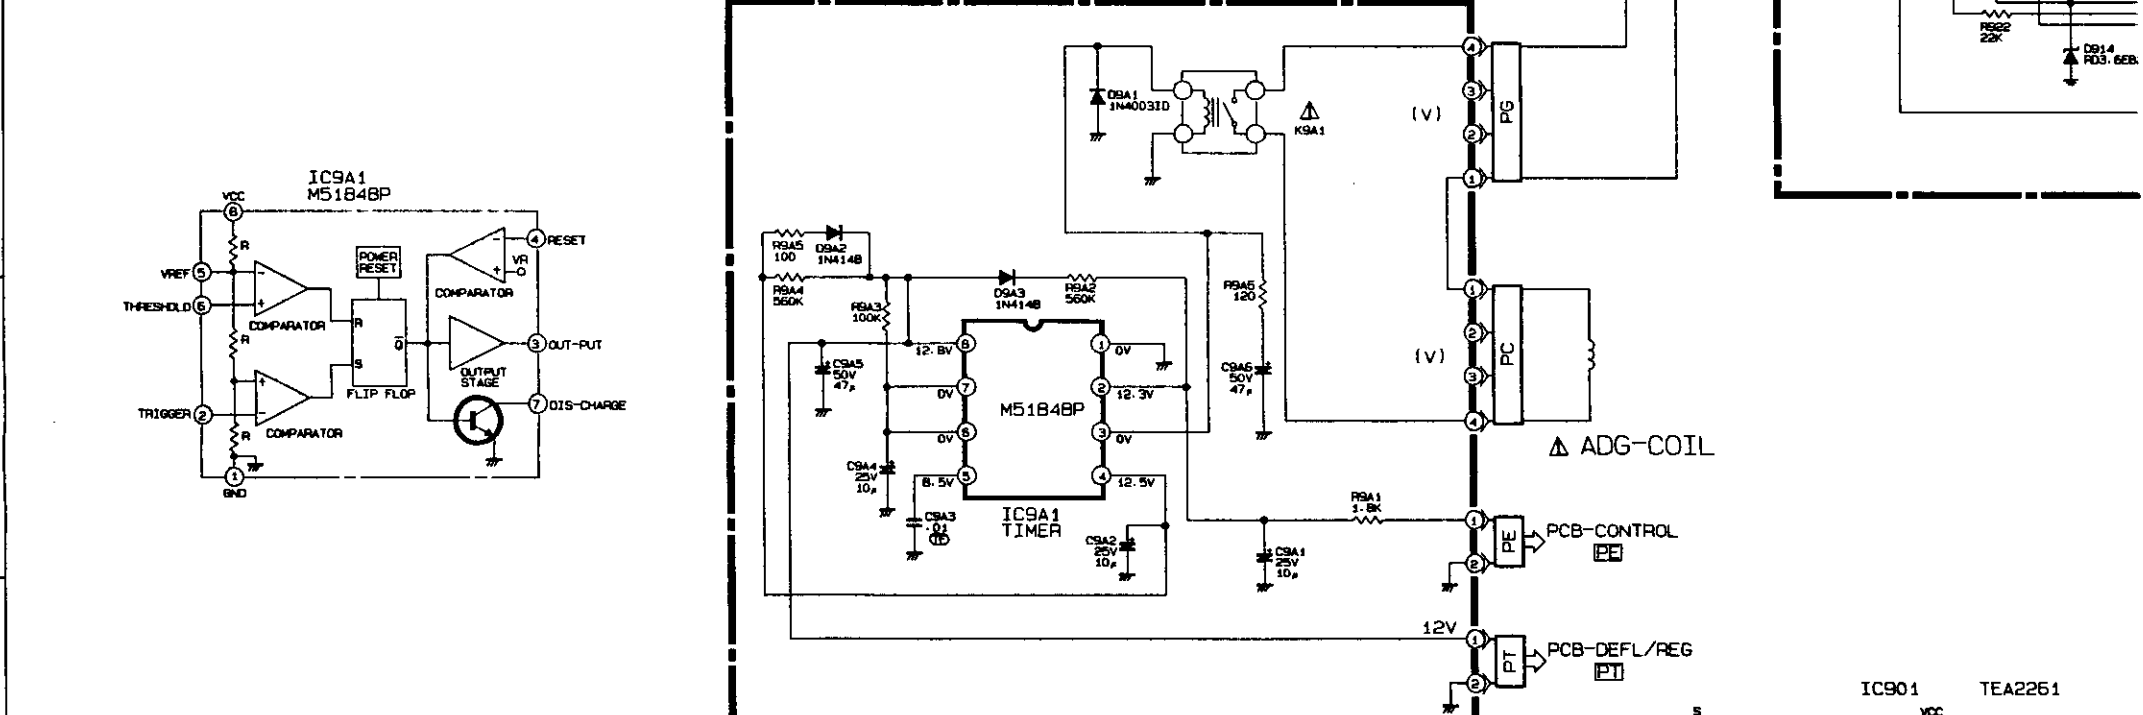 IC9A1
M51848P
VCC
8
R
VREF 5
THRESHOLD 6
COMPARATOR
R
TRIGGER 2
COMPARATOR
R
1
GND
POWER
RESET
R
S
Q
FLIP FLOP
COMPARATOR
VR
4 RESET
OUTPUT
STAGE
3 OUT-PUT
7 DIS-CHARGE
D9A1
1N4003ID
K9A1
R9A5
100
D9A2
1N4148
R9A4
560K
R9A3
100K
D9A3
1N4148
R9A2
560K
R9A6
120
C9A5
50V
47μ
12.8V
8
1
0V
0V
7
2
12.3V
M51848P
0V
6
3
0V
8.5V
5
4
12.5V
IC9A1
TIMER
C9A4
25V
10μ
C9A3
.01
TF
C9A2
25V
10μ
C9A6
50V
47μ
C9A1
25V
10μ
R9A1
1.8K
4
3
(V)
2
1
PG
1
2
(V)
3
4
PC
ADG-COIL
1
2
PE
PCB-CONTROL
PE
12V
1
2
PT
PCB-DEFL/REG
PT
R922
22K
D914
RD3.6EB
IC901 TEA2261
S
VCC